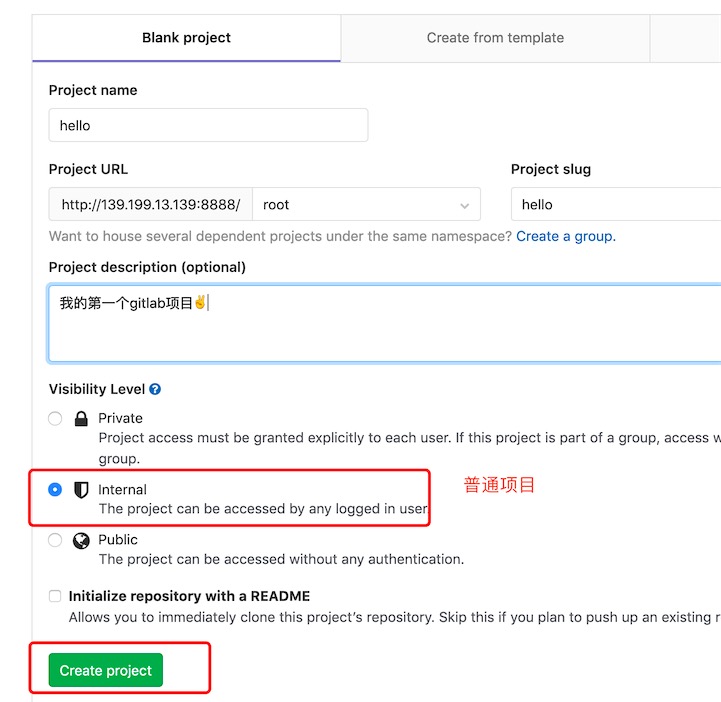 Blank project
Create from template
Project name
hello
Project URL
Project slug
http://139.199.13.139:8888/
root
hello
Want to house several dependent projects under the same namespace? Create a group.
Project description (optional)
我的第一个gitlab项目✌️
Visibility Level
Private
Project access must be granted explicitly to each user. If this project is part of a group, access w
group.
Internal
普通项目
The project can be accessed by any logged in user.
Public
The project can be accessed without any authentication.
Initialize repository with a README
Allows you to immediately clone this project's repository. Skip this if you plan to push up an existing r
Create project